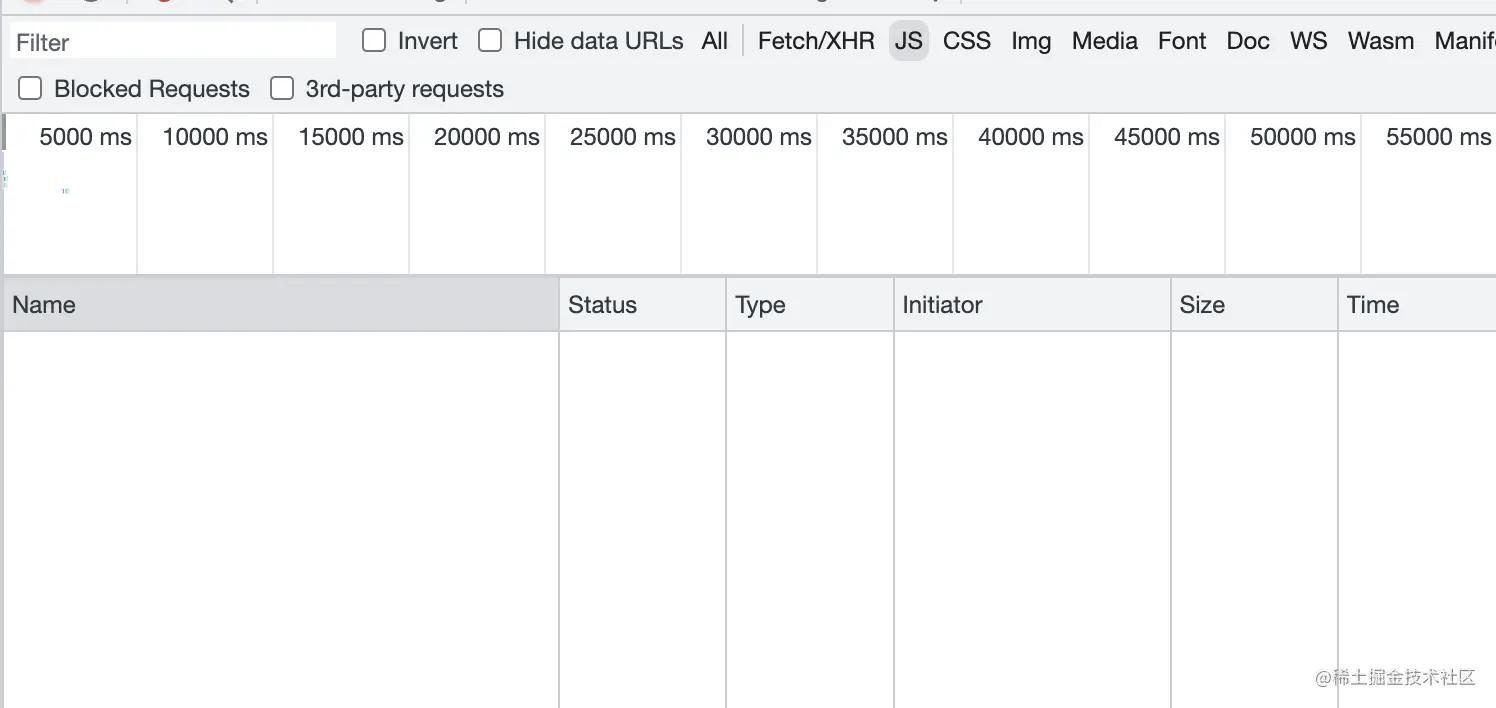 Filter Invert Hide data URLs All Fetch/XHR JS CSS Img Media Font Doc WS Wasm
Blocked Requests 3rd-party requests
5000 ms 10000 ms 15000 ms 20000 ms 25000 ms 30000 ms 35000 ms 40000 ms 45000 ms 50000 ms 55000 ms
Name Status Type Initiator Size Time
@稀土掘金技术社区